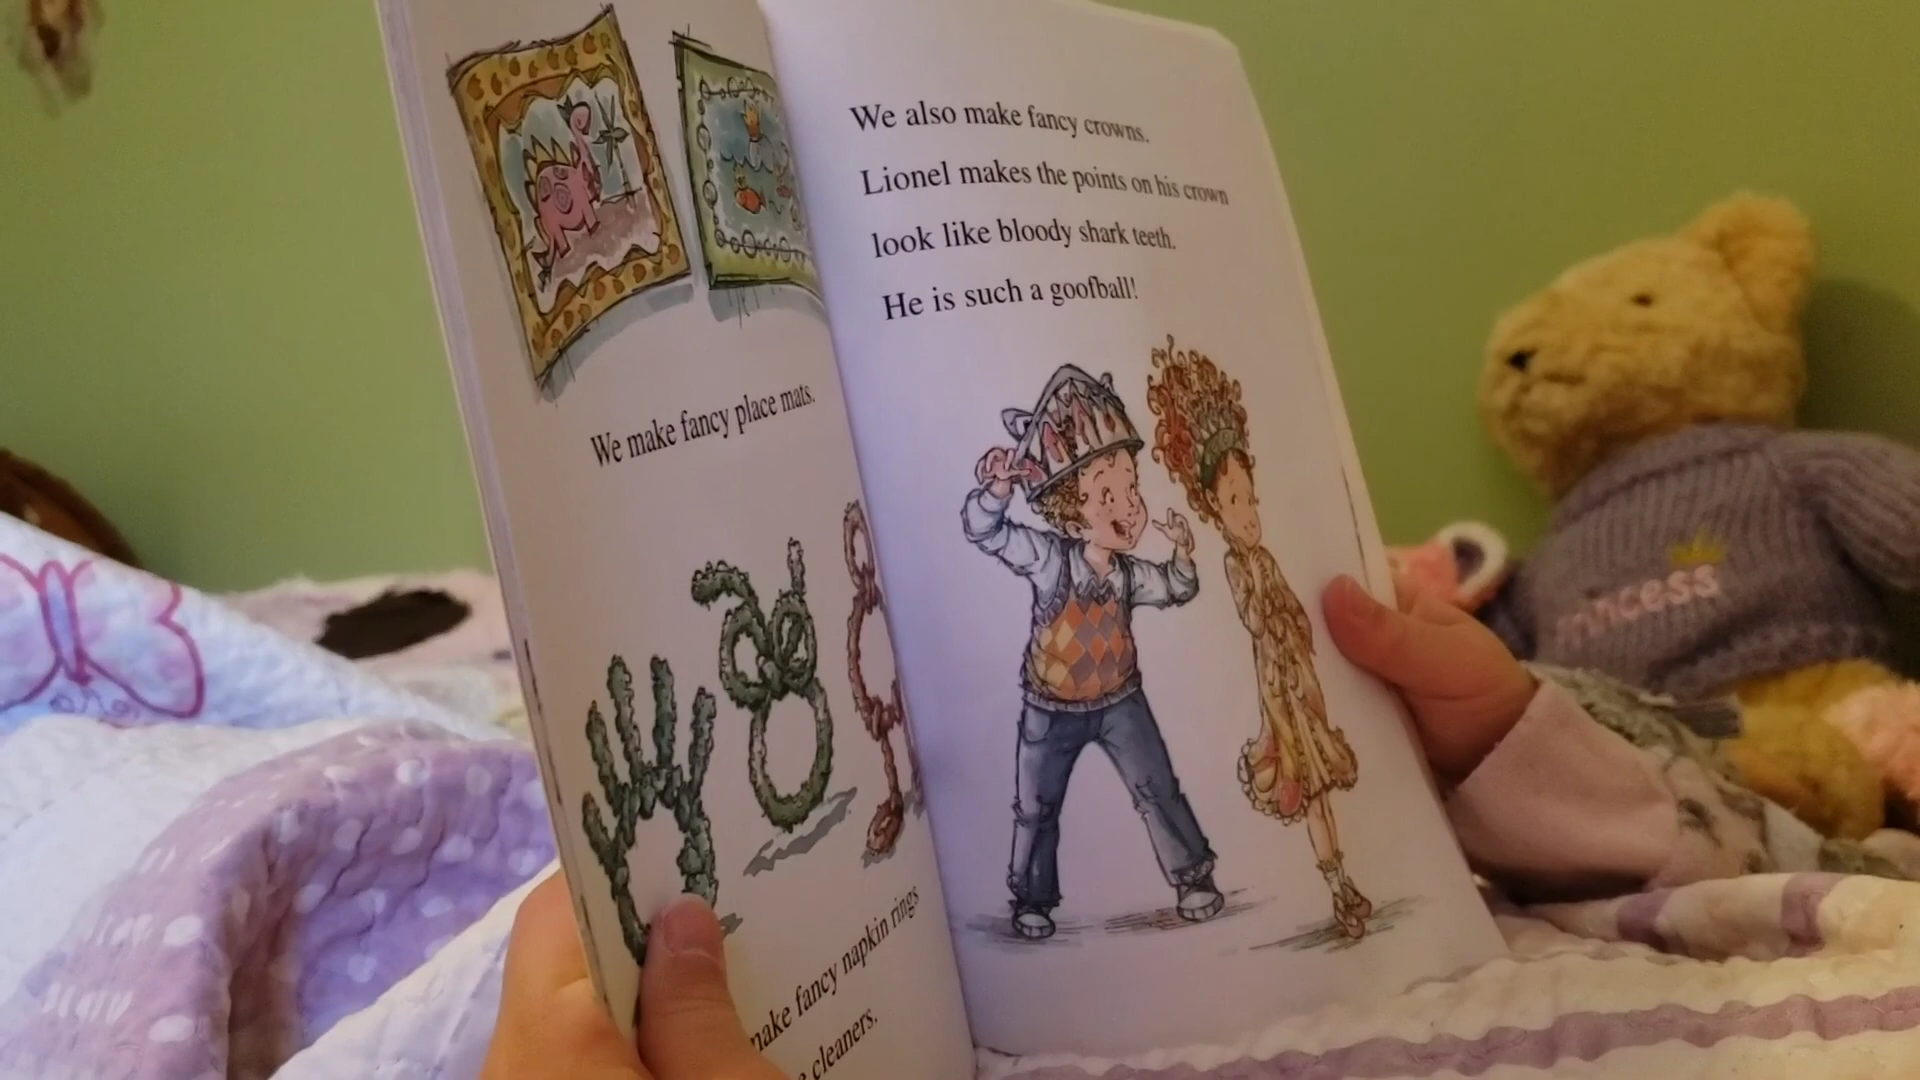 We make fancy place mats.
make fancy napkin rings
cleaners.
We also make fancy crowns.
Lionel makes the points on his crown
look like bloody shark teeth.
He is such a goofball!
princess